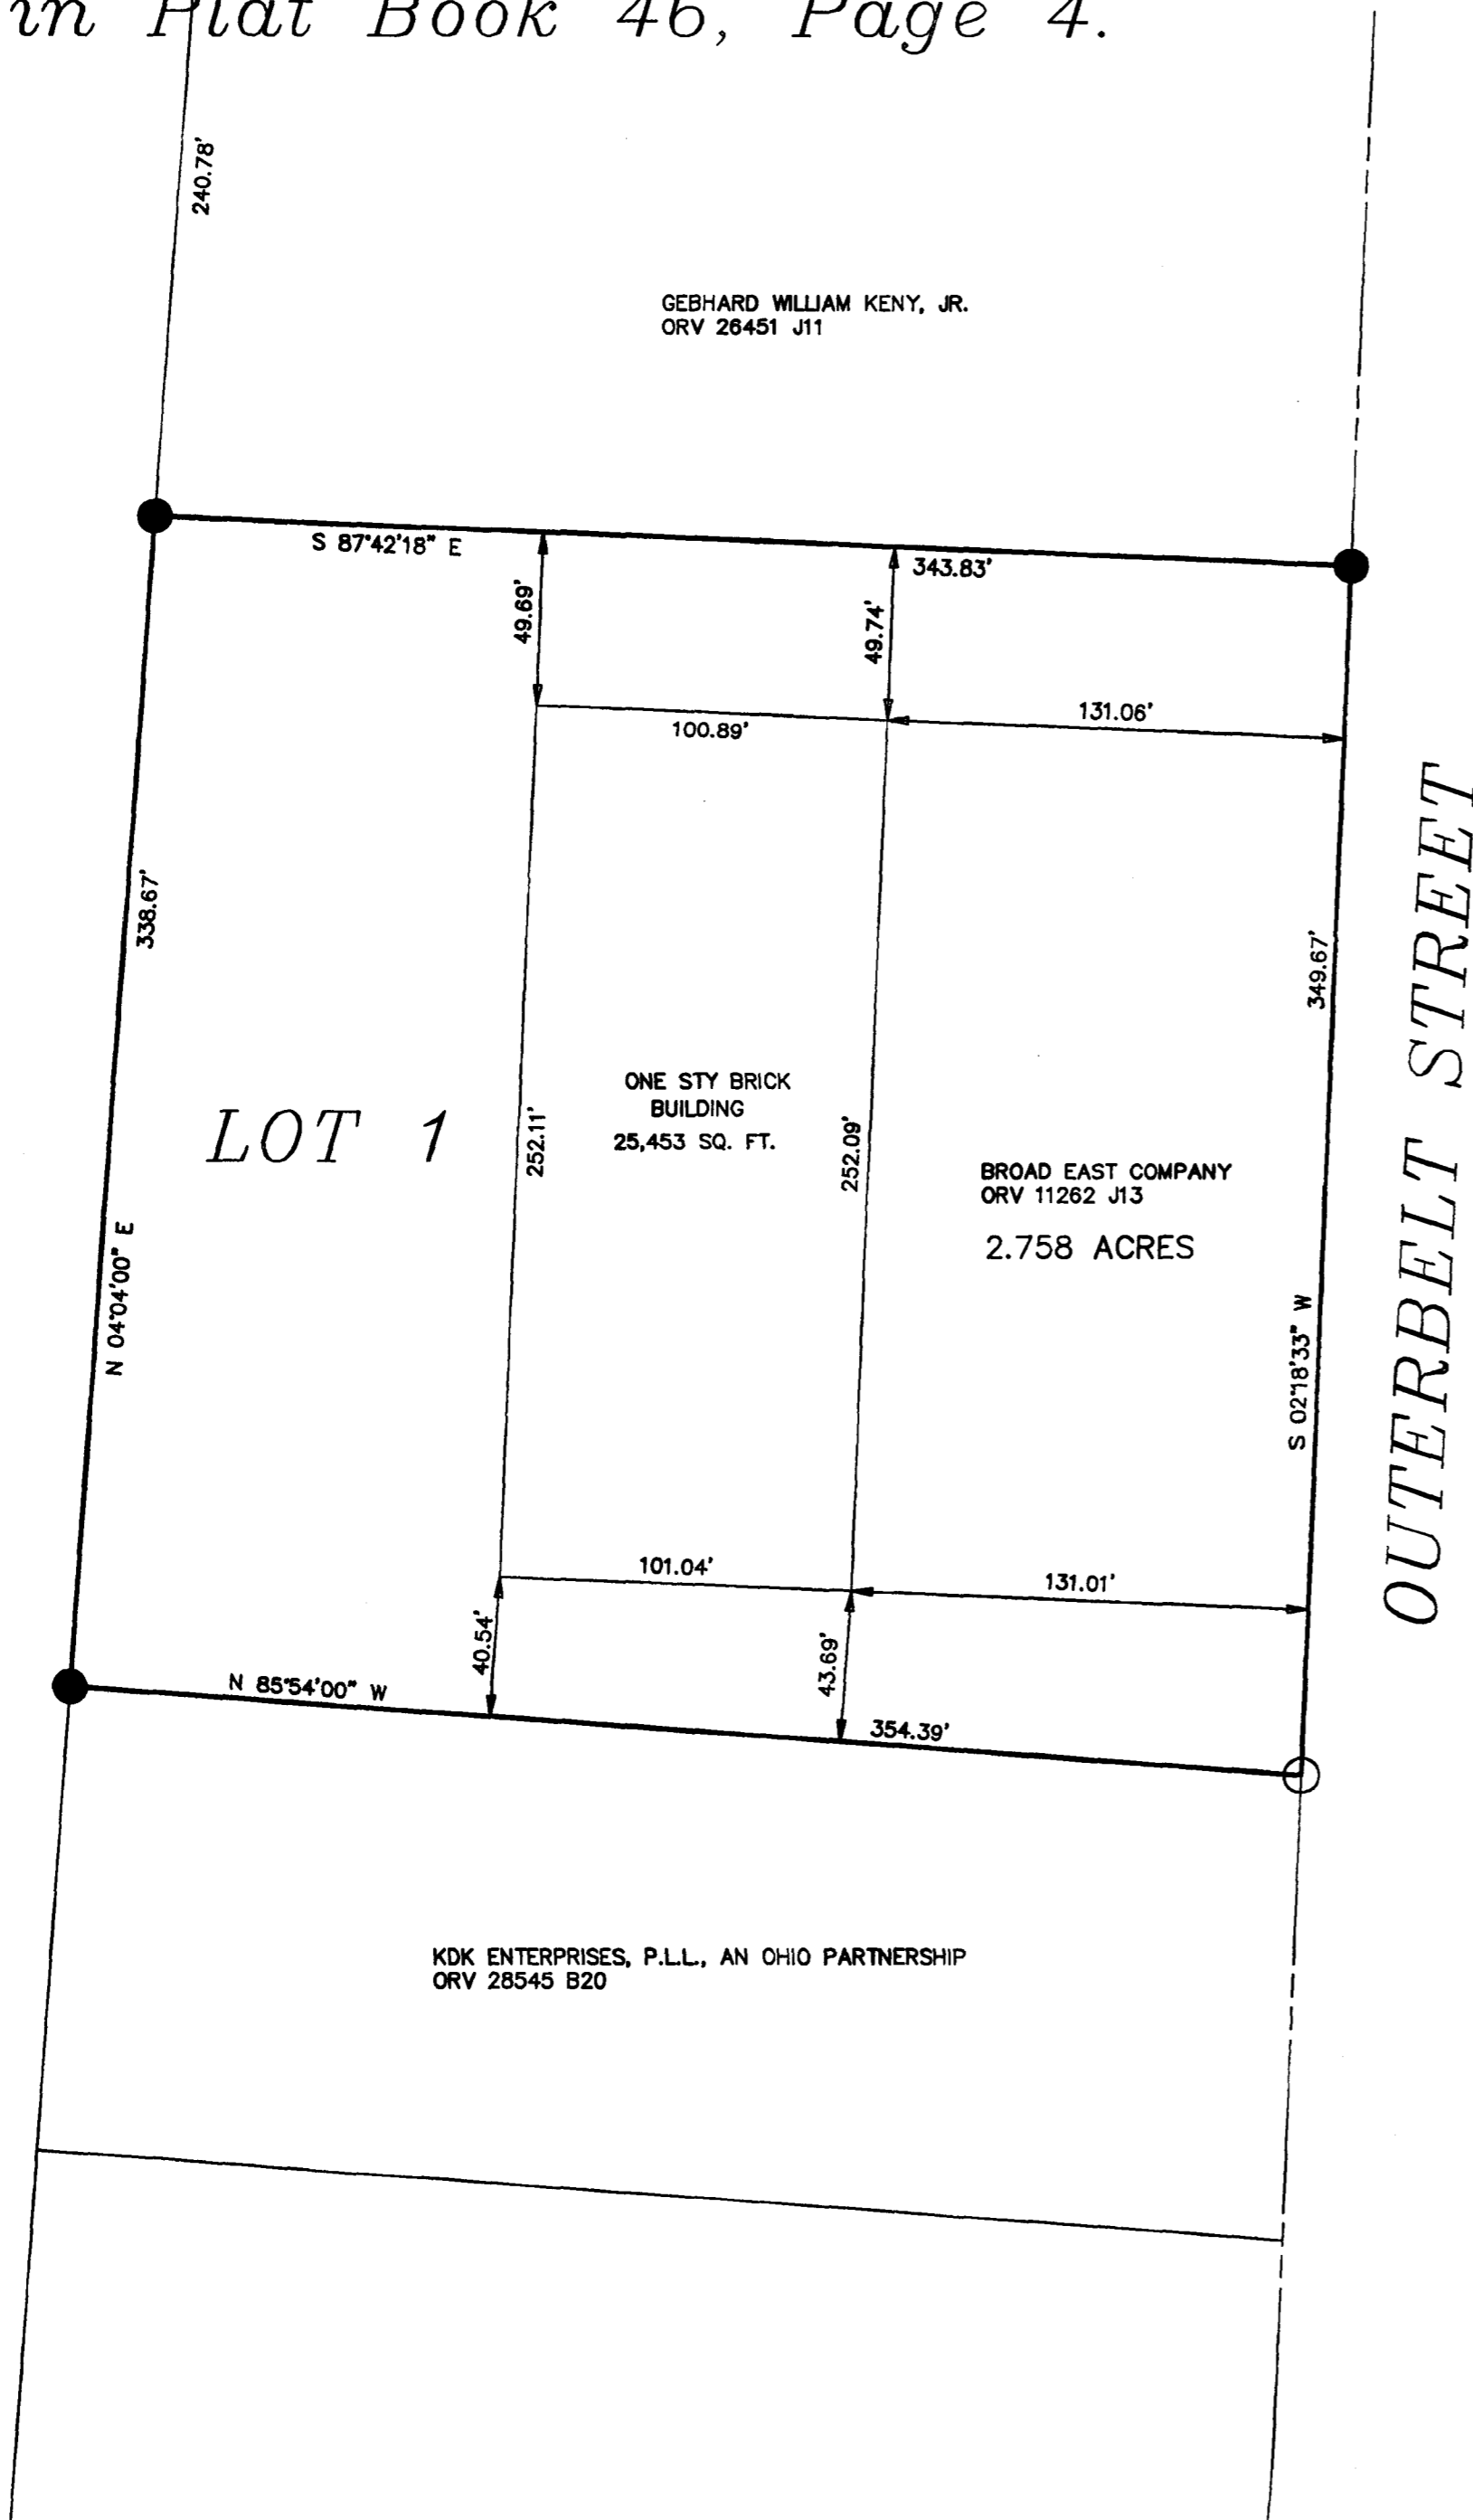 in Plat Book 46, Page 4.
240.78'
GEBHARD WILLIAM KENY, JR.
ORV 26451 J11
S 87°42'18" E
343.83'
49.69'
49.74'
100.89'
131.06'
338.67'
349.67'
OUTERBELT STREET
LOT 1
252.11'
ONE STY BRICK
BUILDING
25,453 SQ. FT.
252.09'
BROAD EAST COMPANY
ORV 11262 J13
2.758 ACRES
N 04°04'00" E
S 02°18'33" W
101.04'
131.01'
40.54'
43.69'
N 85°54'00" W
354.39'
KDK ENTERPRISES, P.L.L., AN OHIO PARTNERSHIP
ORV 28545 B20